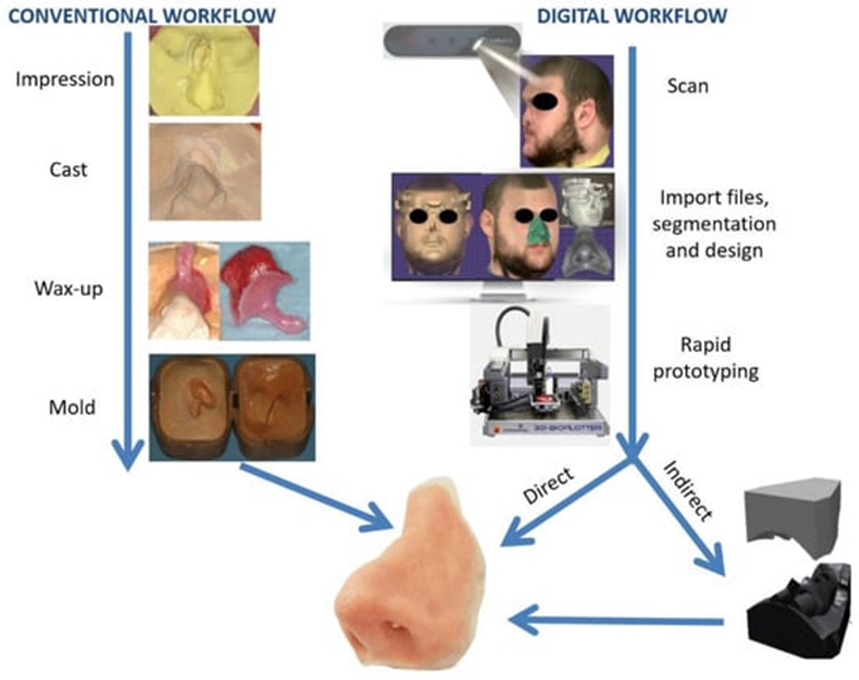 CONVENTIONAL WORKFLOW
DIGITAL WORKFLOW
Impression
Cast
Wax-up
Mold
Scan
Import files,
segmentation
and design
Rapid
prototyping
3D-BIOPLOTTER
Direct
Indirect